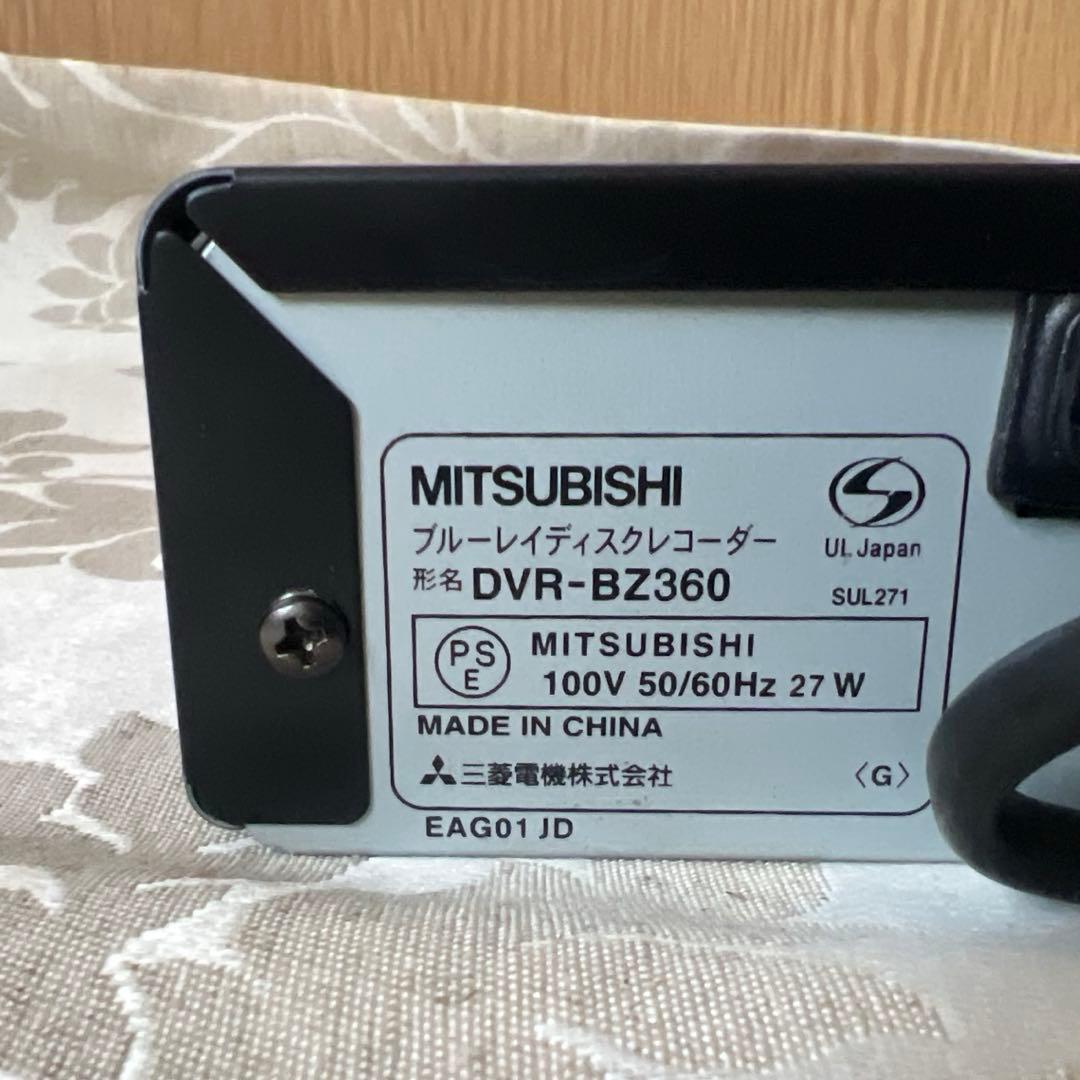 MITSUBISHI
ブルーレイディスクレコーダー
形名 DVR-BZ360
UL Japan
SUL271
PS
E
MITSUBISHI
100V 50/60Hz 27 W
MADE IN CHINA
三菱電機株式会社
〈G〉
EAG01 JD